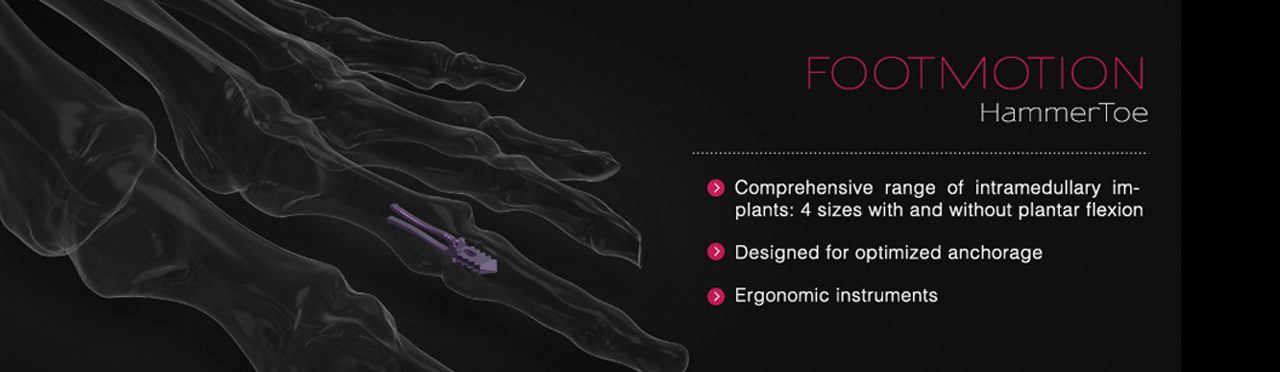 FOOTMOTION
HammerToe
Comprehensive range of intramedullary im-
plants: 4 sizes with and without plantar flexion
Designed for optimized anchorage
Ergonomic instruments